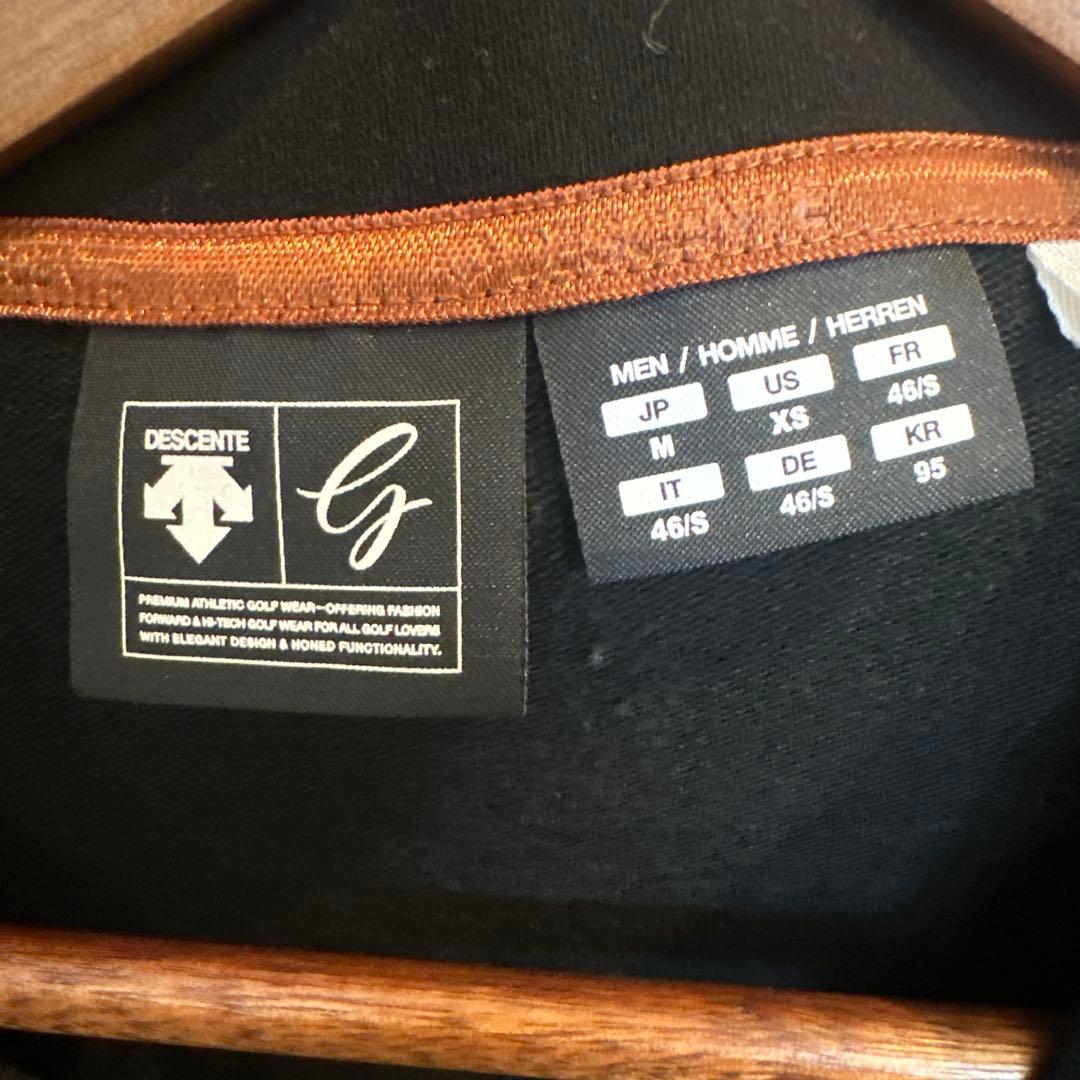 DESCENTE
G
PREMIUM ATHLETIC GOLF WEAR—OFFERING FASHION
FORWARD & HI-TECH GOLF WEAR FOR ALL GOLF LOVERS
WITH ELEGANT DESIGN & HONED FUNCTIONALITY.
MEN / HOMME / HERREN
JP US FR
M XS 46/S
IT DE KR
46/S 46/S 95